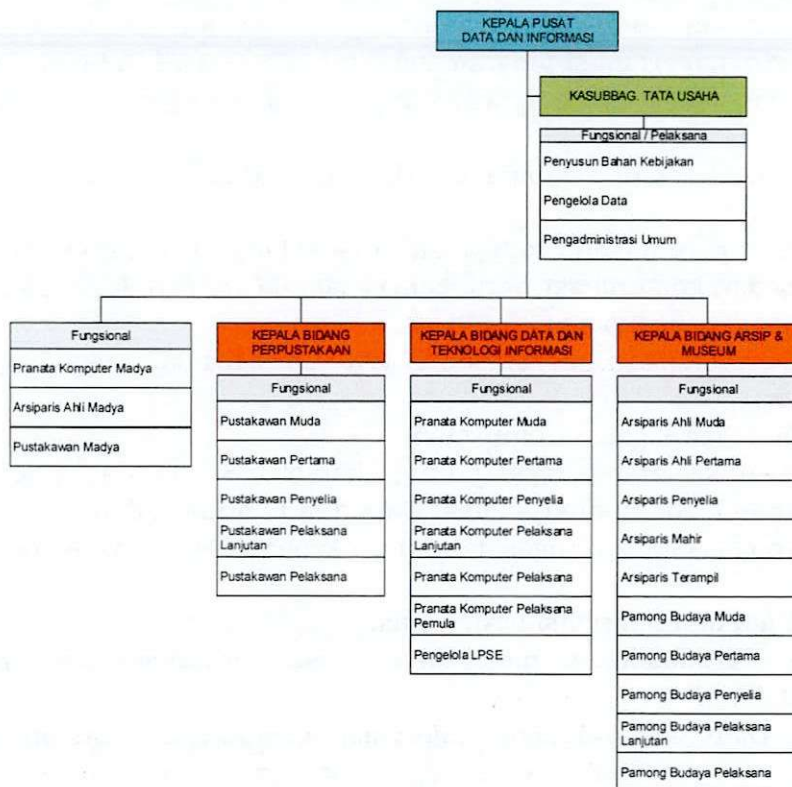 KEPALA PUSAT
DATA DAN INFORMASI
KASUBBAG. TATA USAHA
Fungsional / Pelaksana
Penyusun Bahan Kebijakan
Pengelola Data
Pengadministrasi Umum
Fungsional
Pranata Komputer Madya
Arsiparis Ahli Madya
Pustakawan Madya
KEPALA BIDANG
PERPUSTAKAAN
Fungsional
Pustakawan Muda
Pustakawan Pertama
Pustakawan Penyelia
Pustakawan Pelaksana
Lanjutan
Pustakawan Pelaksana
KEPALA BIDANG DATA DAN
TEKNOLOGI INFORMASI
Fungsional
Pranata Komputer Muda
Pranata Komputer Pertama
Pranata Komputer Penyelia
Pranata Komputer Pelaksana
Lanjutan
Pranata Komputer Pelaksana
Pranata Komputer Pelaksana
Pemula
Pengelola LPSE
KEPALA BIDANG ARSIP &
MUSEUM
Fungsional
Arsiparis Ahli Muda
Arsiparis Ahli Pertama
Arsiparis Penyelia
Arsiparis Mahir
Arsiparis Terampil
Pamong Budaya Muda
Pamong Budaya Pertama
Pamong Budaya Penyelia
Pamong Budaya Pelaksana
Lanjutan
Pamong Budaya Pelaksana